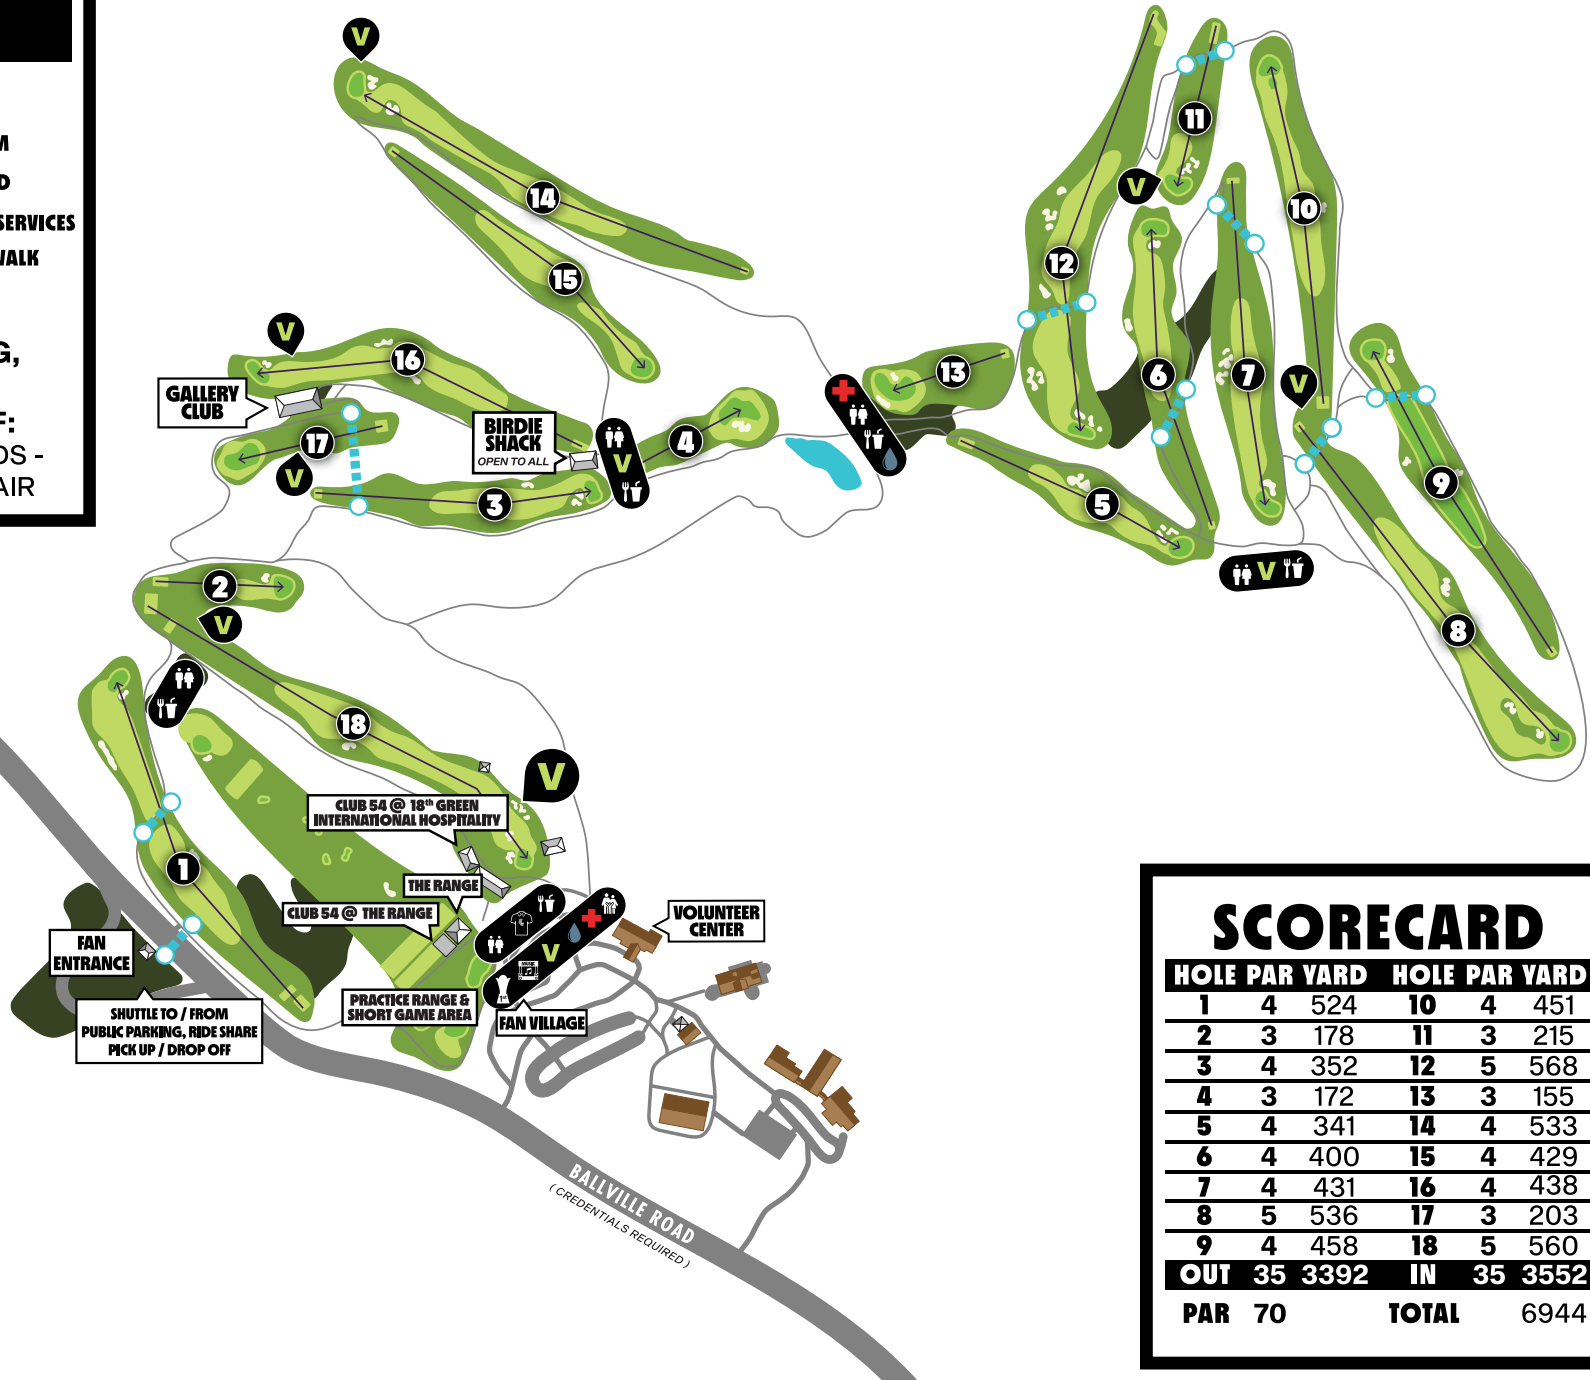 SERVICES
14
15
16
GALLERY
CLUB
17
BIRDIE
SHACK
OPEN TO ALL
V
V
V
V
3
4
13
11
V
12
10
6
7
V
5
9
8
V
2
V
18
1
V
CLUB 54 @ 18th GREEN
INTERNATIONAL HOSPITALITY
THE RANGE
CLUB 54 @ THE RANGE
FAN
ENTRANCE
SHUTTLE TO / FROM
PUBLIC PARKING, RIDE SHARE
PICK UP / DROP OFF
PRACTICE RANGE &
SHORT GAME AREA
V
MUSIC
1st
FAN VILLAGE
VOLUNTEER
CENTER
BALLVILLE ROAD
( CREDENTIALS REQUIRED )
SCORECARD
HOLE PAR YARD HOLE PAR YARD
1 4 524 10 4 451
2 3 178 11 3 215
3 4 352 12 5 568
4 3 172 13 3 155
5 4 341 14 4 533
6 4 400 15 4 429
7 4 431 16 4 438
8 5 536 17 3 203
9 4 458 18 5 560
OUT 35 3392 IN 35 3552
PAR 70 TOTAL 6944